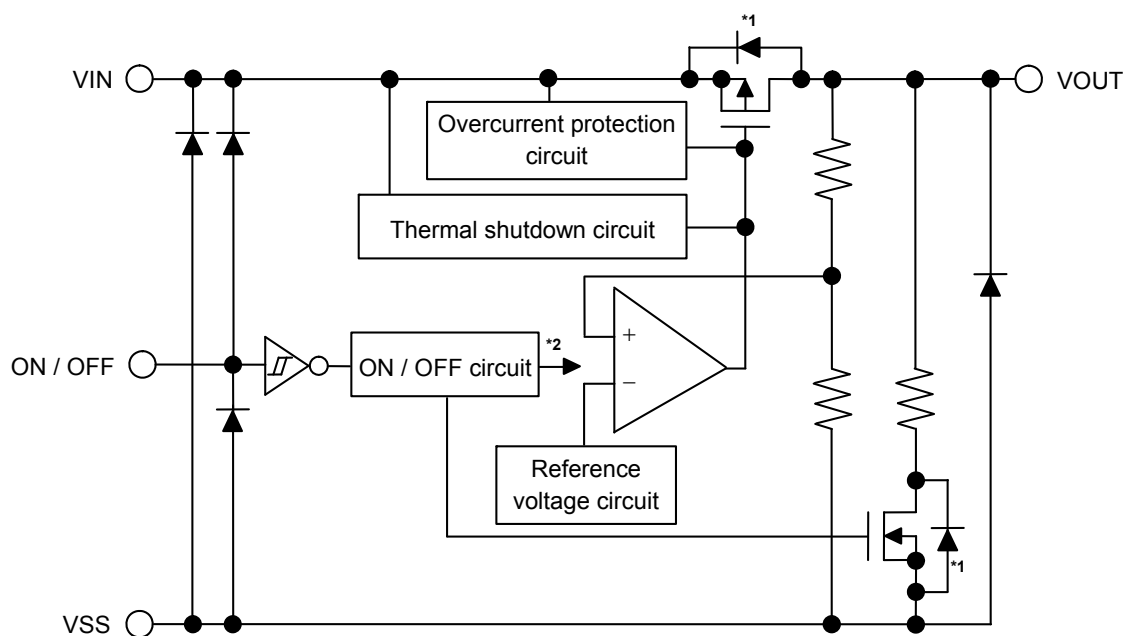 *1
VIN
VOUT
Overcurrent protection
circuit
Thermal shutdown circuit
ON / OFF
ON / OFF circuit
*2
+
−
Reference
voltage circuit
*1
VSS